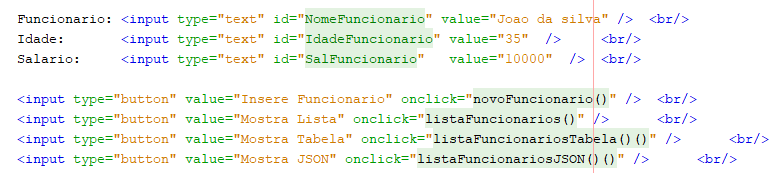 Funcionario: <input type="text" id="NomeFuncionario" value="Joao da silva" /> <br/>
Idade: <input type="text" id="IdadeFuncionario" value="35" /> <br/>
Salario: <input type="text" id="SalFuncionario" value="10000" /> <br/>
<input type="button" value="Insere Funcionario" onclick="novoFuncionario()" /> <br/>
<input type="button" value="Mostra Lista" onclick="listaFuncionarios()" /> <br/>
<input type="button" value="Mostra Tabela" onclick="listaFuncionariosTabela()()" /> <br/>
<input type="button" value="Mostra JSON" onclick="listaFuncionariosJSON()()" /> <br/>